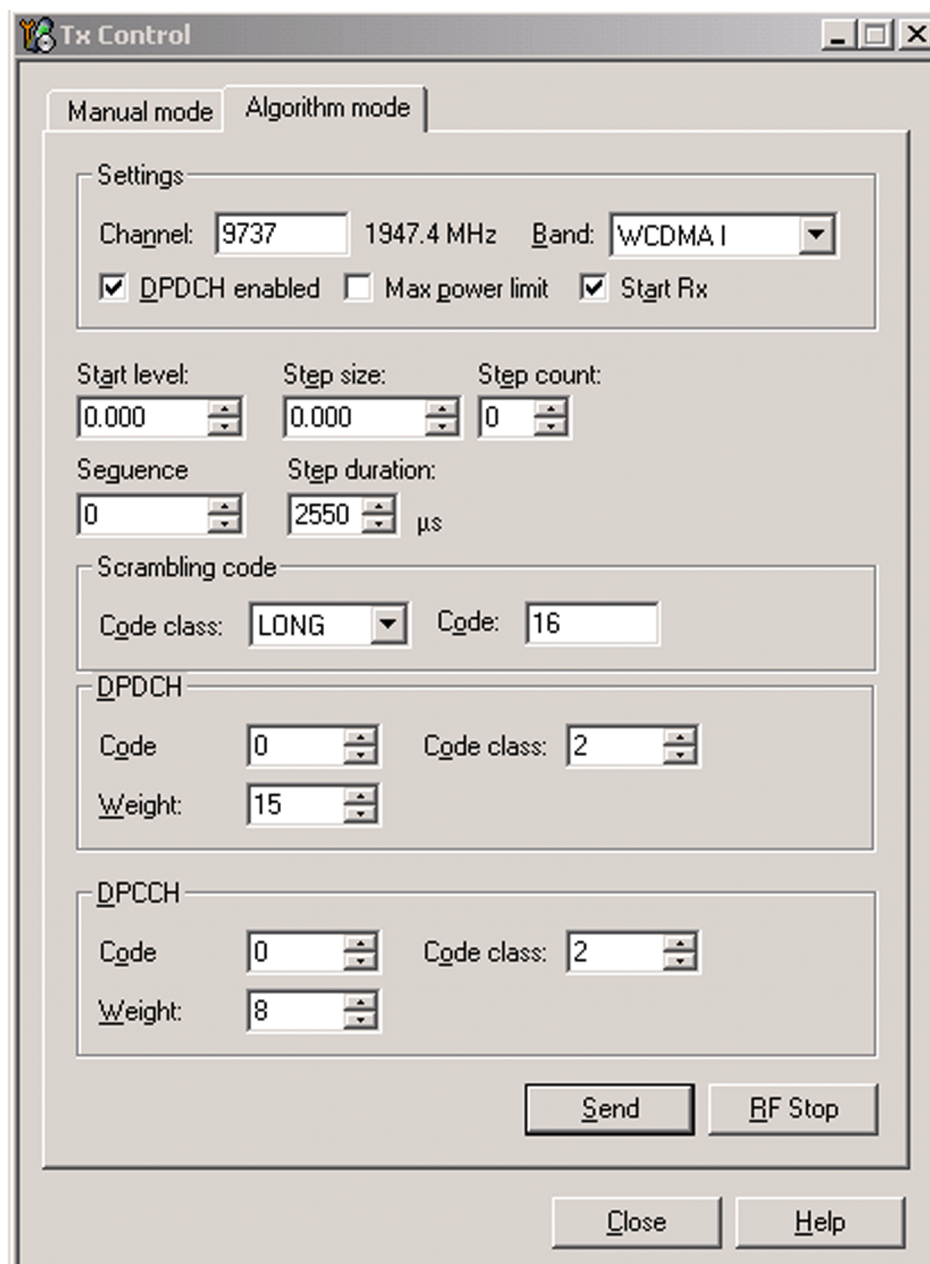 Tx Control
Manual mode Algorithm mode
Settings
Channel: 9737 1947.4 MHz Band: WCDMA I
DPDCH enabled Max power limit Start Rx
Start level: Step size: Step count:
0.000 0.000 0
Seguence Step duration:
0 2550 µs
Scrambling code
Code class: LONG Code: 16
DPDCH
Code 0 Code class: 2
Weight: 15
DPCCH
Code 0 Code class: 2
Weight: 8
Send RF Stop
Close Help